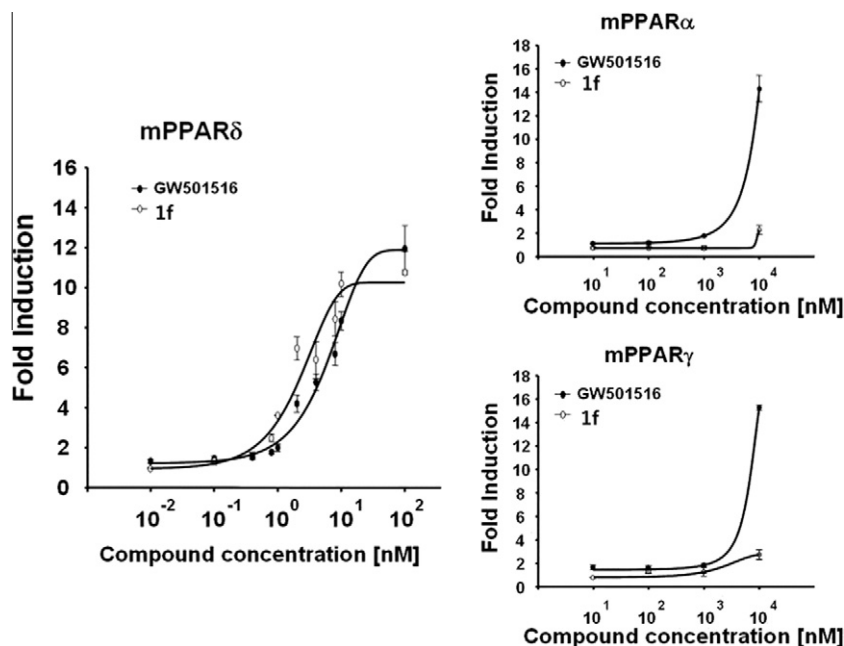 mPPARδ
Fold Induction
16
14
12
10
8
6
4
2
0
GW501516
1f
10⁻² 10⁻¹ 10⁰ 10¹ 10²
Compound concentration [nM]
mPPARα
Fold Induction
18
16
14
12
10
8
6
4
2
0
GW501516
1f
10¹ 10² 10³ 10⁴
Compound concentration [nM]
mPPARγ
Fold Induction
18
16
14
12
10
8
6
4
2
0
GW501516
1f
10¹ 10² 10³ 10⁴
Compound concentration [nM]